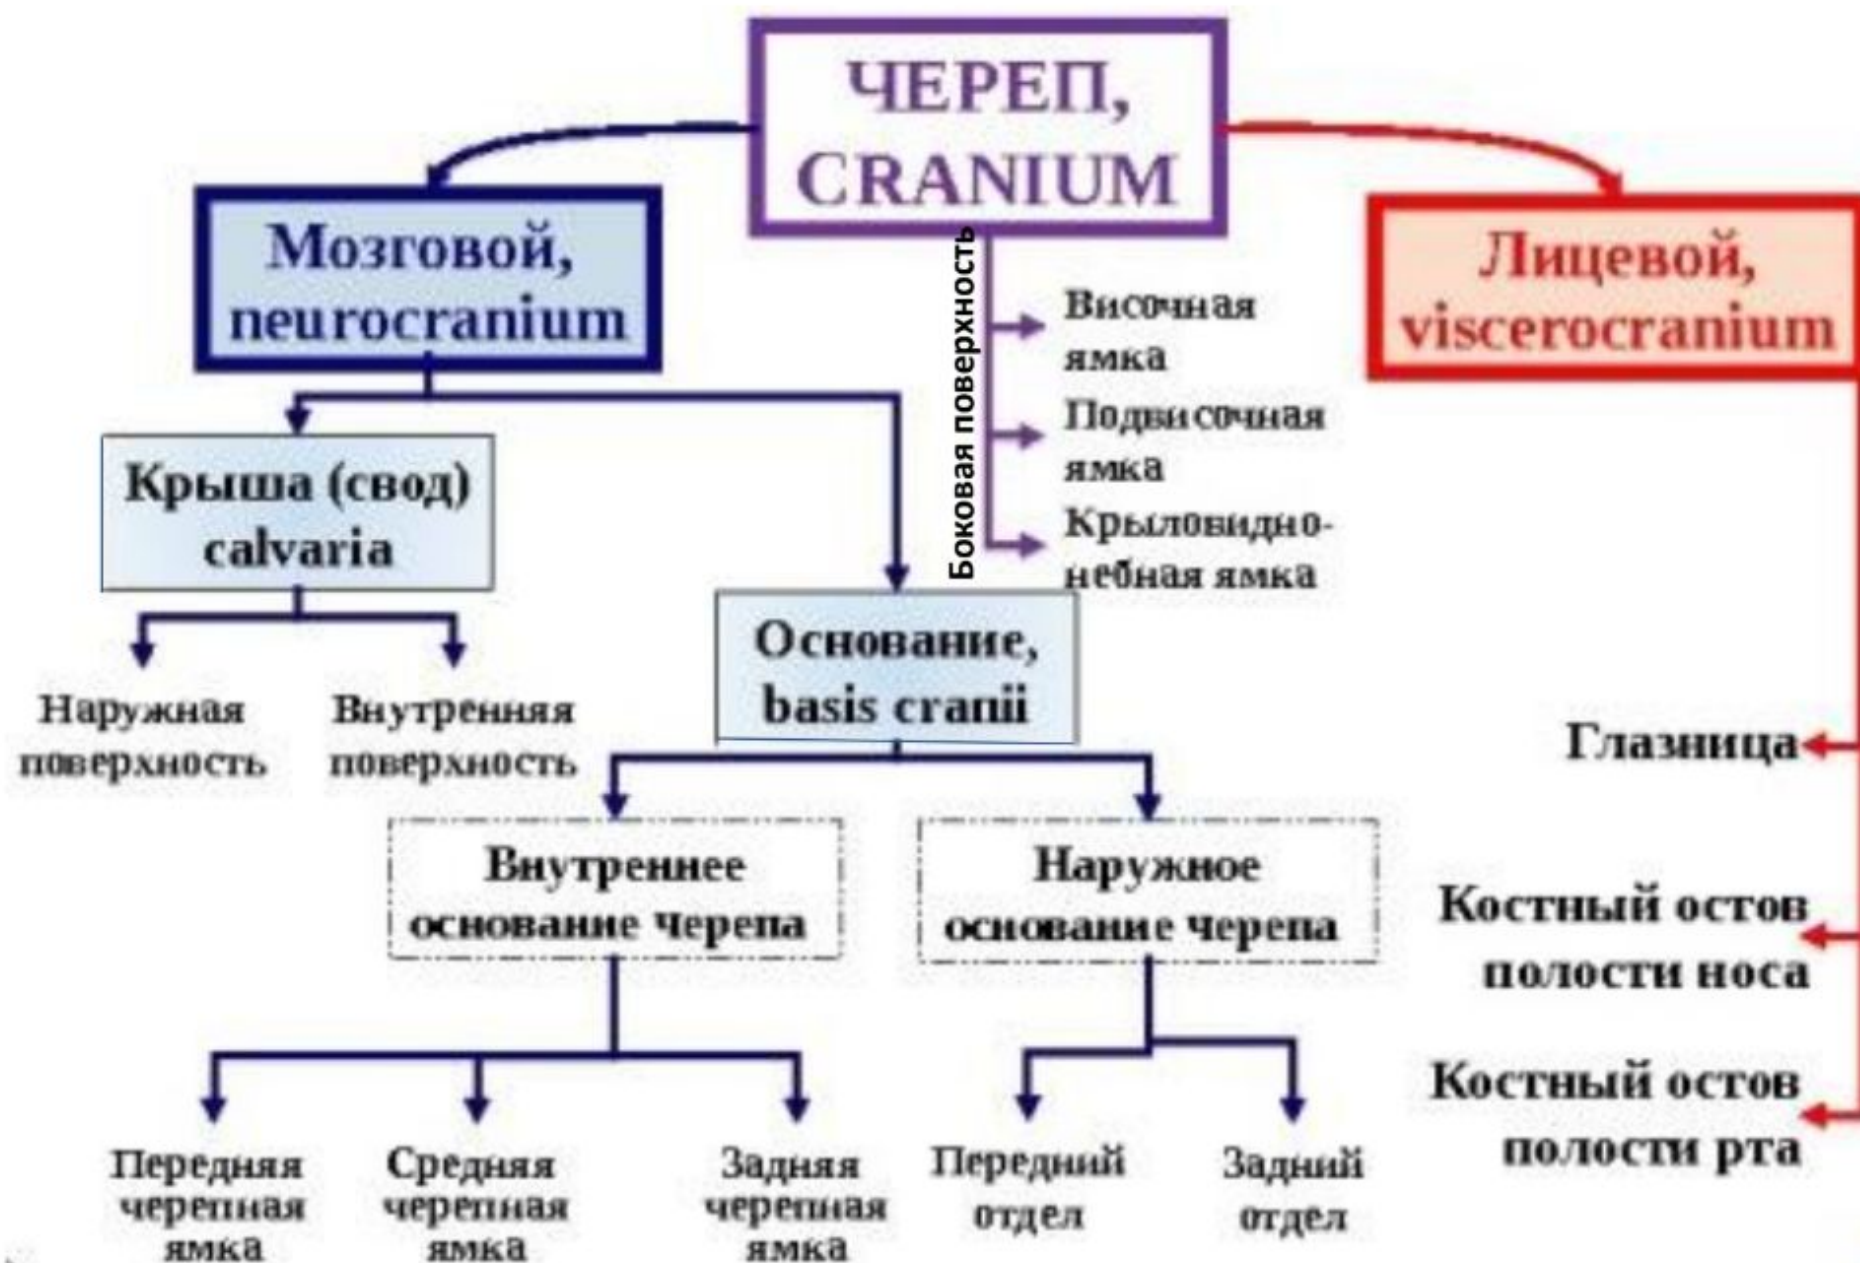 ЧЕРЕП,
CRANIUM
Мозговой,
neurocranium
Лицевой,
viscerocranium
Боковая поверхность
Височная
ямка
Подвисочная
ямка
Крыловидно-
небная ямка
Крыша (свод)
calvaria
Наружная
поверхность
Внутренняя
поверхность
Основание,
basis cranii
Внутреннее
основание черепа
Наружное
основание черепа
Передняя
черепная
ямка
Средняя
черепная
ямка
Задняя
черепная
ямка
Передний
отдел
Задний
отдел
Глазница
Костный остов
полости носа
Костный остов
полости рта